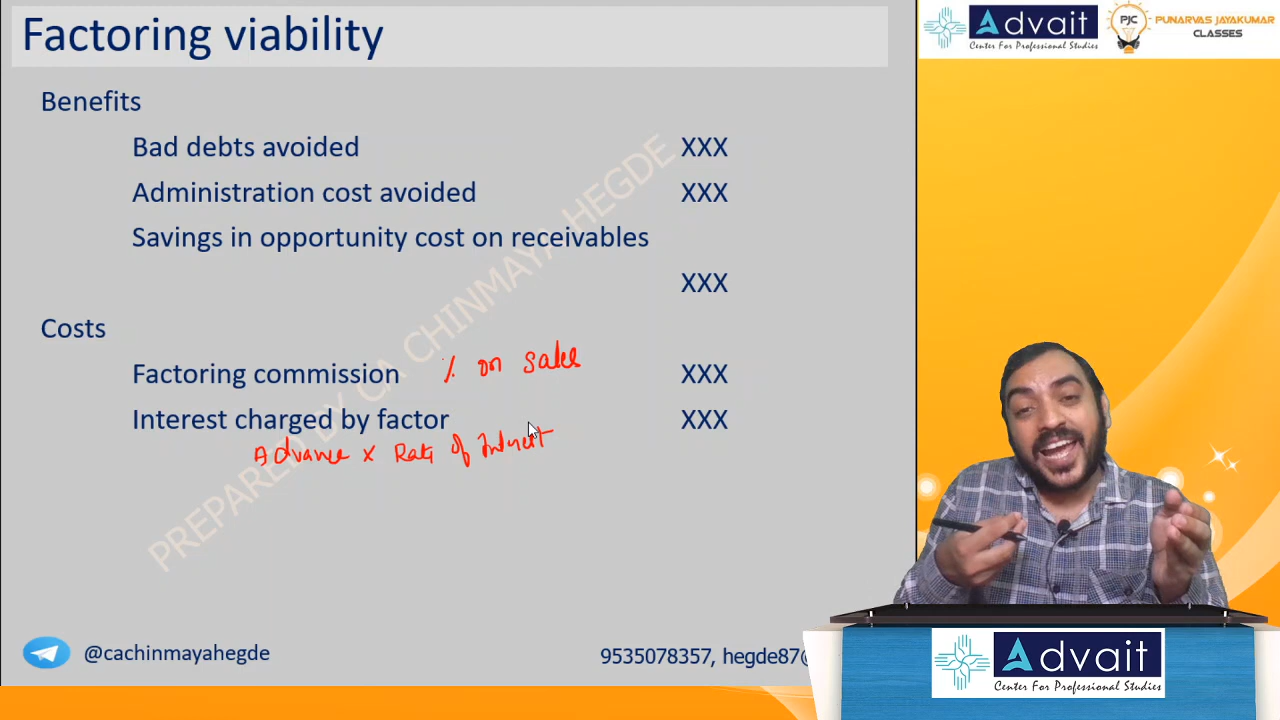 Factoring viability
Advait
Center For Professional Studies
PJC
PUNARVAS JAYAKUMAR
CLASSES
Benefits
Bad debts avoided XXX
Administration cost avoided XXX
Savings in opportunity cost on receivables
XXX
Costs
Factoring commission % on sales XXX
Interest charged by factor XXX
Advance x Rate of Interest
PREPARED BY CA CHINMAYA HEGDE
@cachinmayahegde
9535078357, hegde87@
Advait
Center For Professional Studies